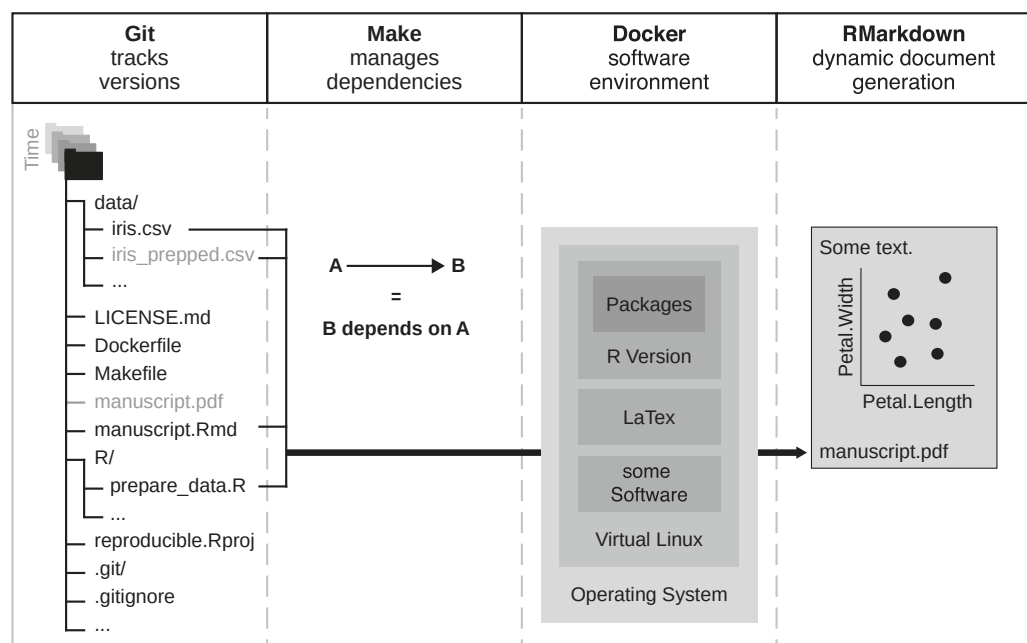 Git
tracks
versions
Make
manages
dependencies
Docker
software
environment
RMarkdown
dynamic document
generation
Time
data/
iris.csv
iris_prepped.csv
...
LICENSE.md
Dockerfile
Makefile
manuscript.pdf
manuscript.Rmd
R/
prepare_data.R
...
reproducible.Rproj
.git/
.gitignore
...
A B
=
B depends on A
Packages
R Version
LaTex
some
Software
Virtual Linux
Operating System
Some text.
Petal.Width
Petal.Length
manuscript.pdf